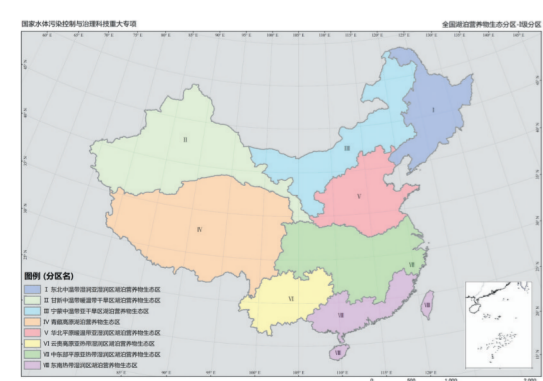 国家水体污染控制与治理科技重大专项
全国湖泊营养物生态分区-I级分区
I
II
III
V
IV
VII
VI
VIII
VIII
VIII
图例 (分区名)
I 东北中温带湿润亚湿润区湖泊营养物生态区
II 甘新中温带暖温带干旱区湖泊营养物生态区
III 宁蒙中温带亚干旱区湖泊营养物生态区
IV 青藏高原湖泊营养物生态区
V 华北平原暖温带亚湿润区湖泊营养物生态区
VI 云贵高原亚热带湿润区湖泊营养物生态区
VII 中东部平原亚热带湿润区湖泊营养物生态区
VIII 东南热带湿润区湖泊营养物生态区